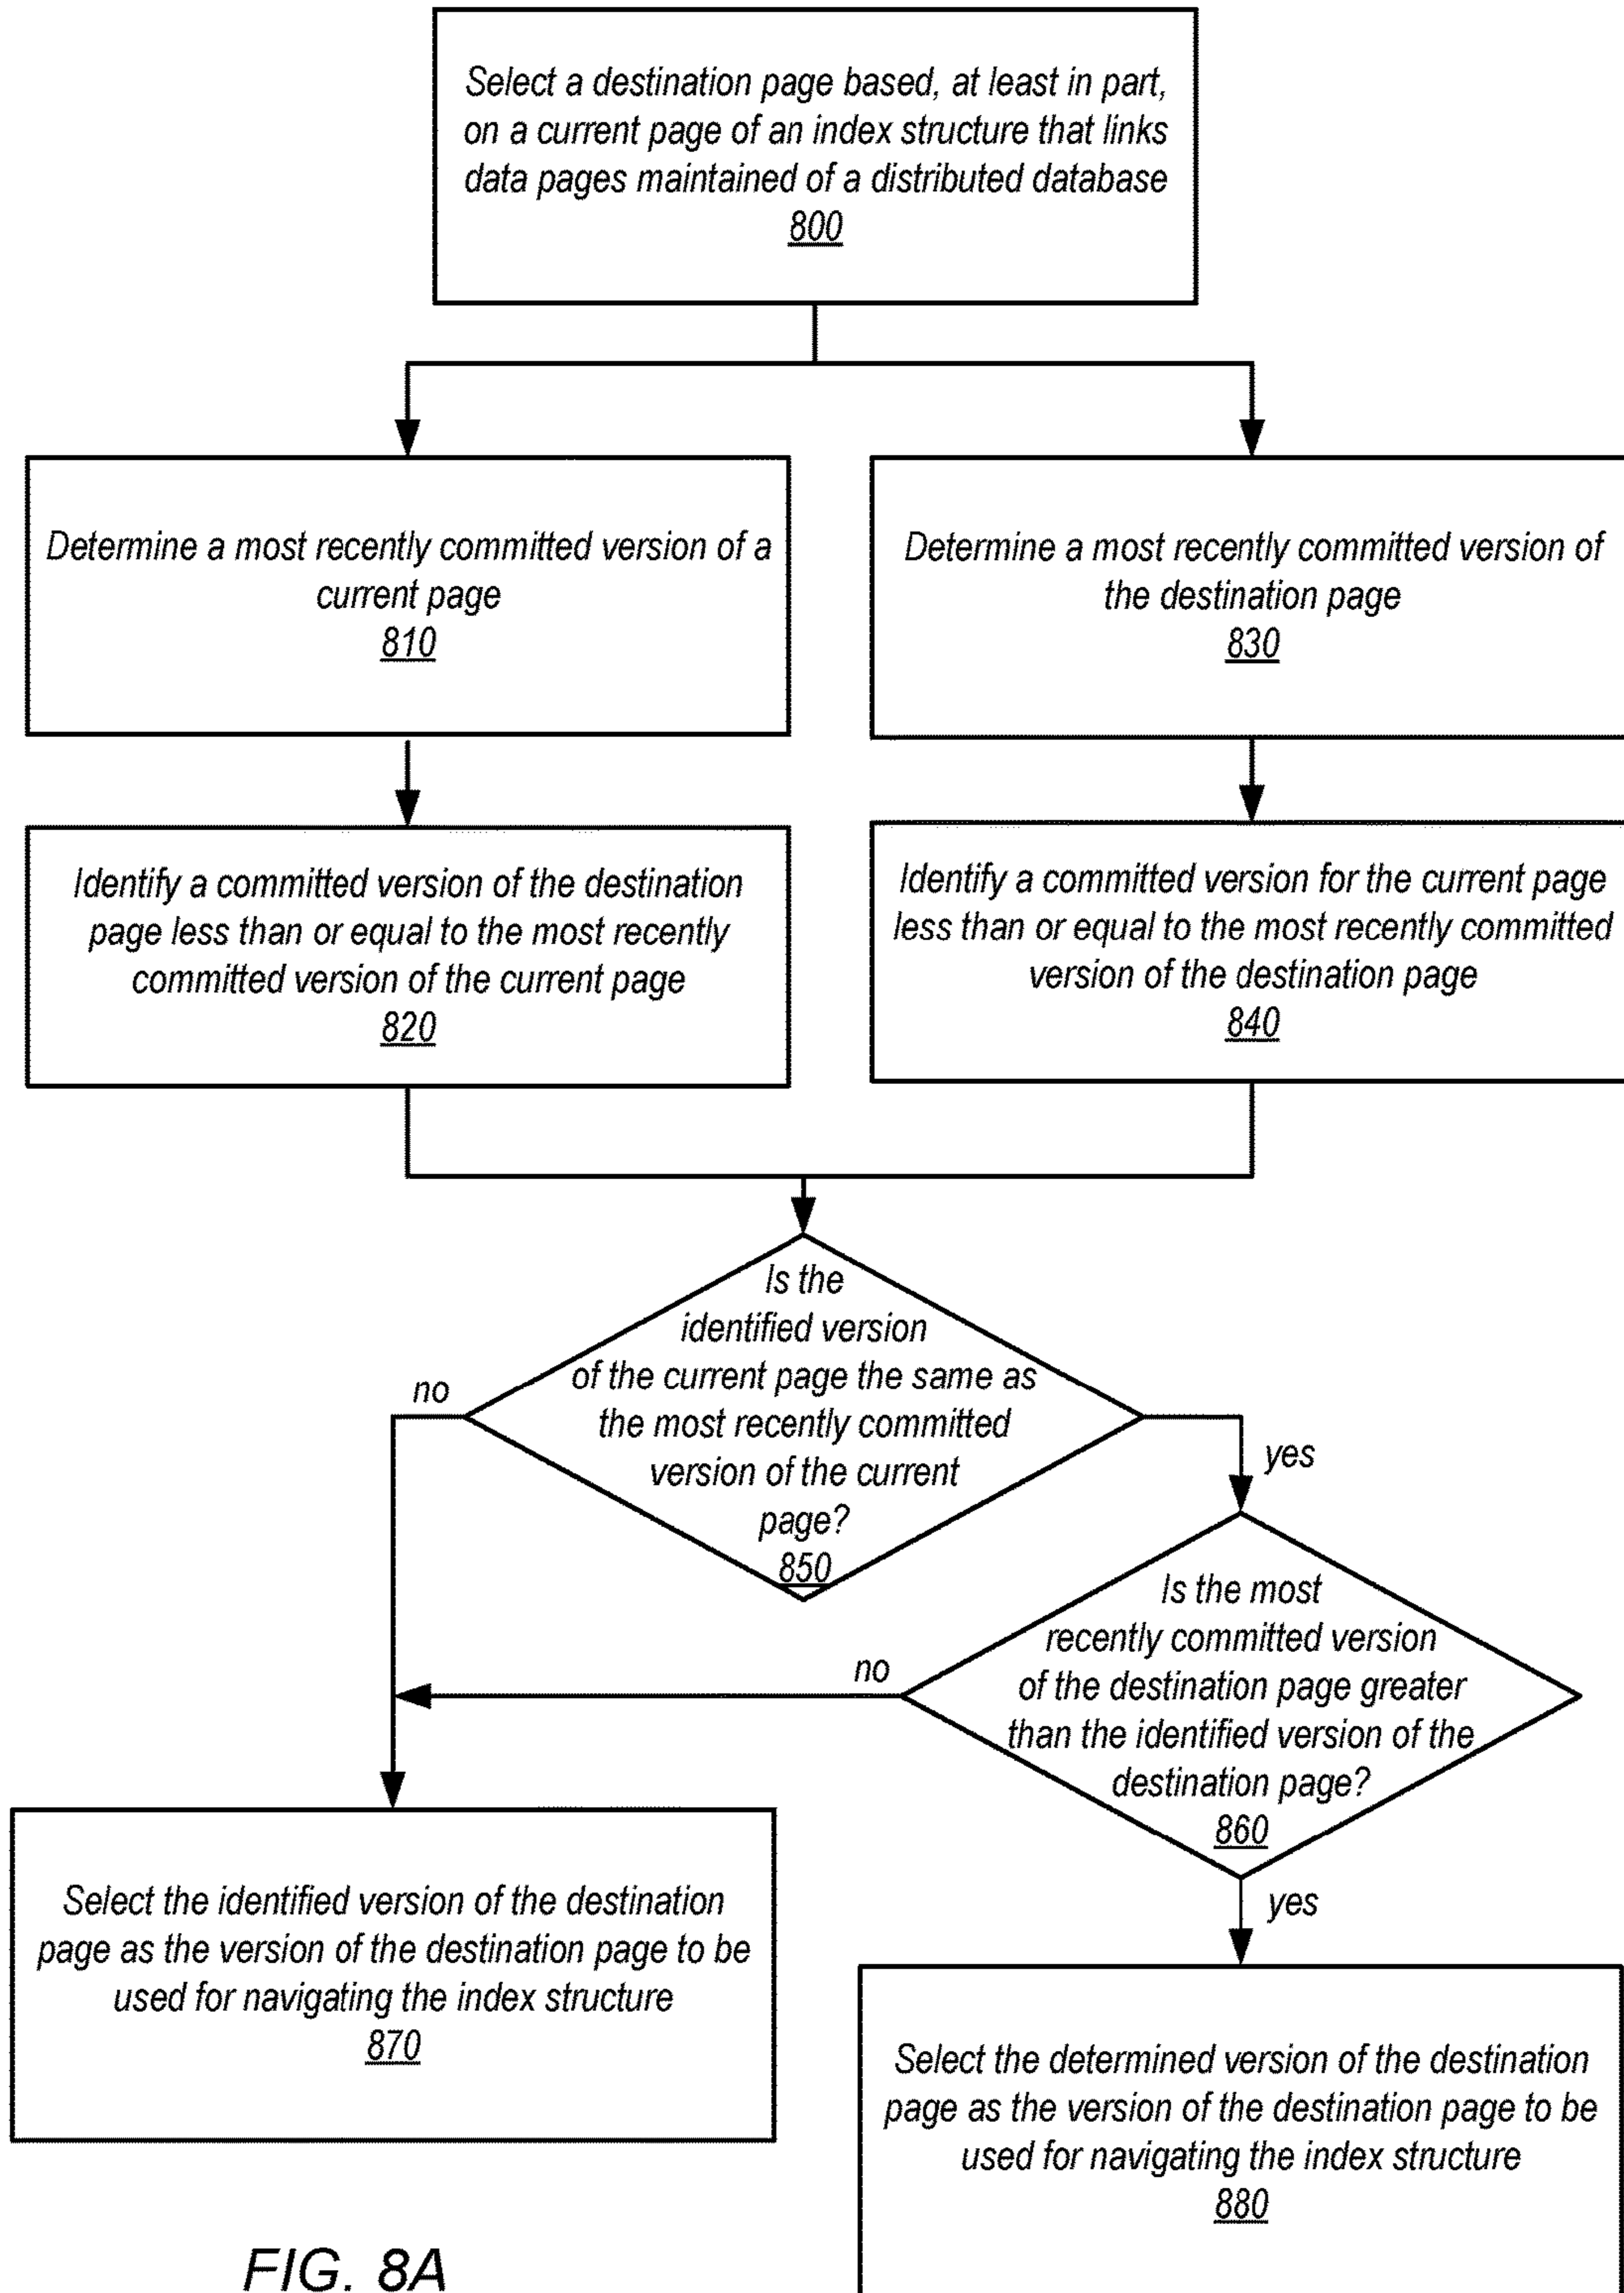 Select a destination page based, at least in part,
on a current page of an index structure that links
data pages maintained of a distributed database
800
Determine a most recently committed version of a
current page
810
Determine a most recently committed version of
the destination page
830
Identify a committed version of the destination
page less than or equal to the most recently
committed version of the current page
820
Identify a committed version for the current page
less than or equal to the most recently committed
version of the destination page
840
Is the
identified version
of the current page the same as
the most recently committed
version of the current
page?
850
no
yes
Is the most
recently committed version
of the destination page greater
than the identified version of the
destination page?
860
no
yes
Select the identified version of the destination
page as the version of the destination page to be
used for navigating the index structure
870
Select the determined version of the destination
page as the version of the destination page to be
used for navigating the index structure
880
FIG. 8A